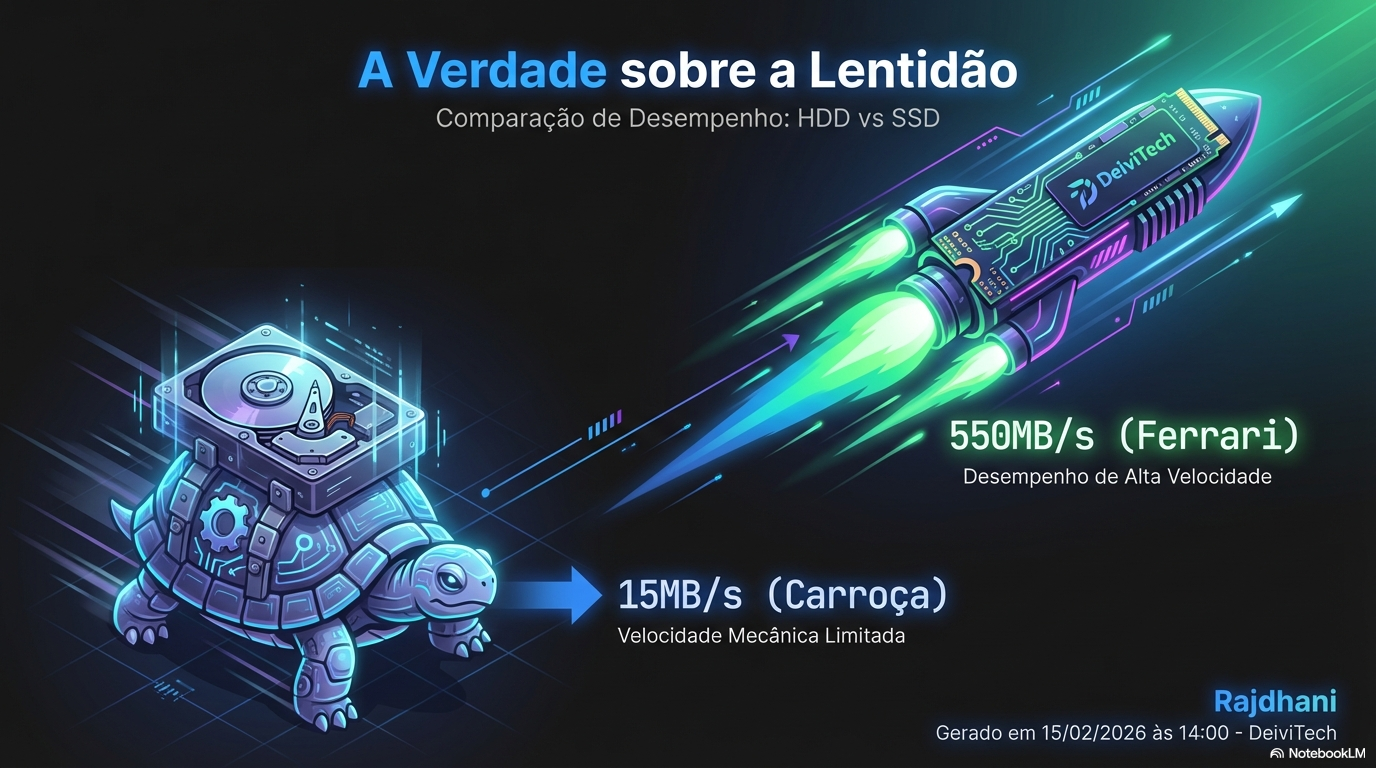 A Verdade sobre a Lentidão
Comparação de Desempenho: HDD vs SSD
DeiviTech
550MB/s (Ferrari)
Desempenho de Alta Velocidade
15MB/s (Carroça)
Velocidade Mecânica Limitada
Rajdhani
Gerado em 15/02/2026 às 14:00 - DeiviTech
NotebookLM